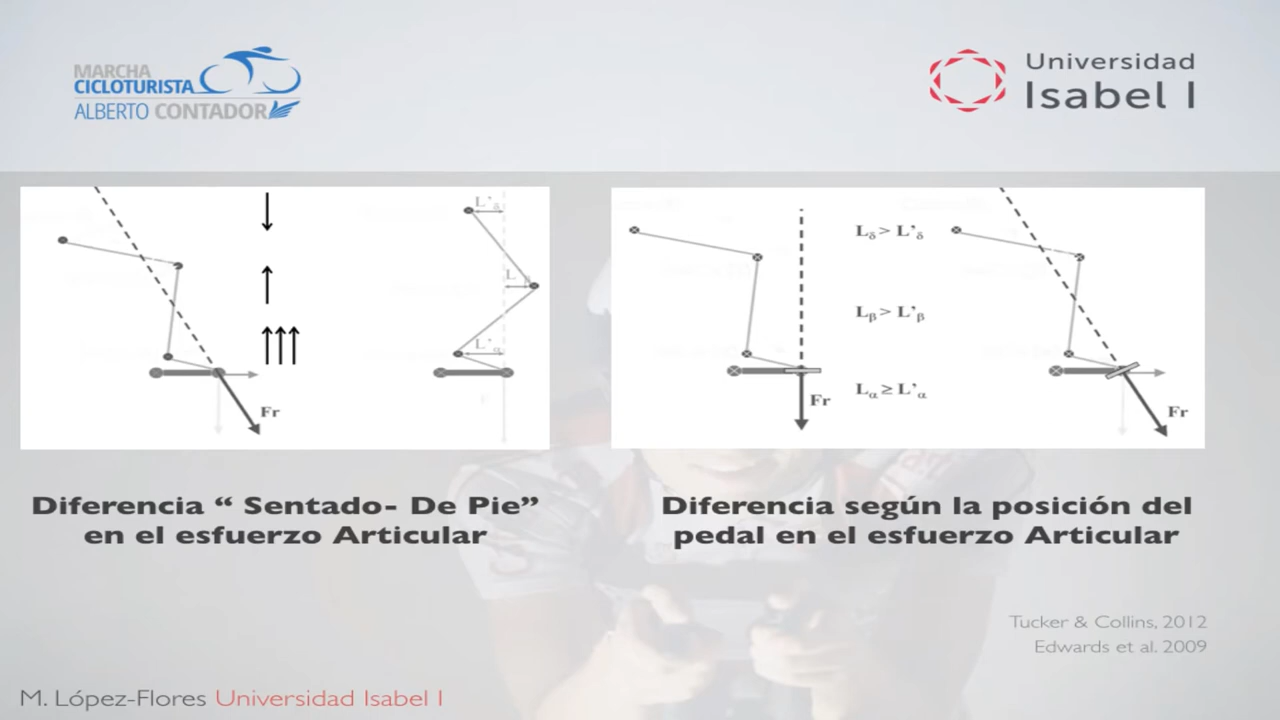 MARCHA
CICLOTURISTA
ALBERTO CONTADOR
Universidad
Isabel I
L'δ
L
L'α
Fr
Lδ > L'δ
Lβ > L'β
Lα ≥ L'α
Fr
Fr
Diferencia “ Sentado- De Pie”
en el esfuerzo Articular
Diferencia según la posición del
pedal en el esfuerzo Articular
Tucker & Collins, 2012
Edwards et al. 2009
M. López-Flores Universidad Isabel I